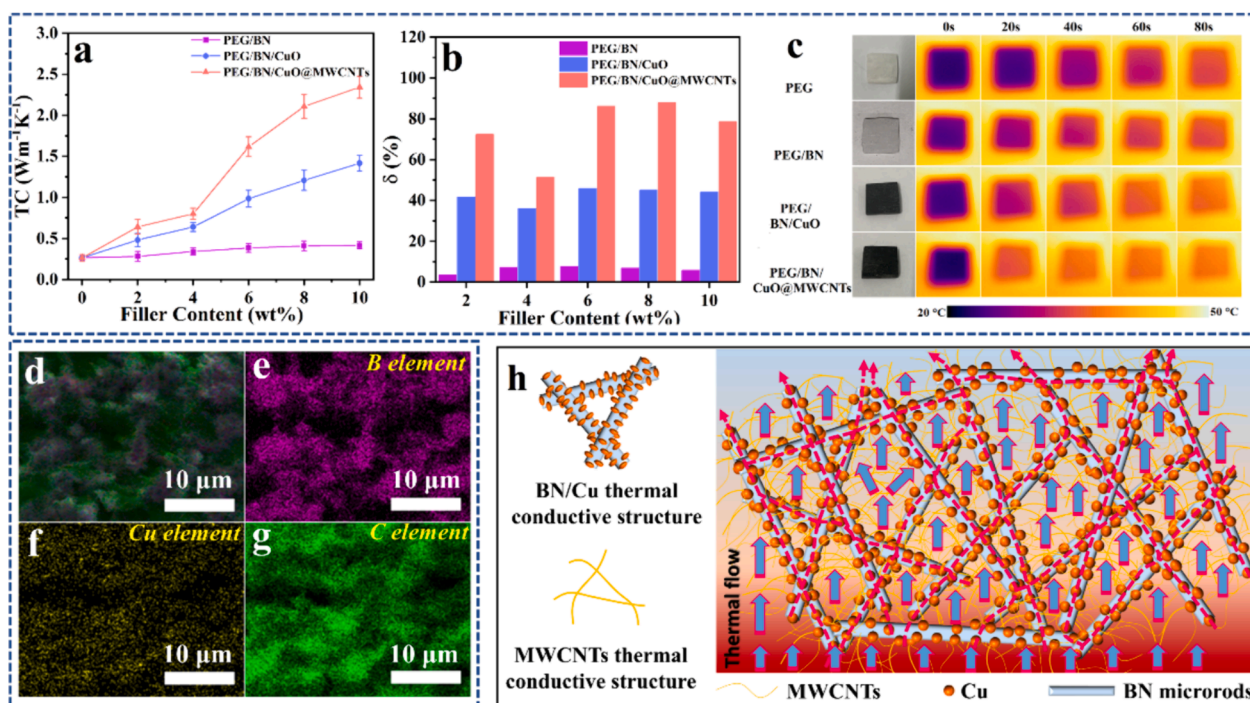 a
3.0
2.5
2.0
1.5
1.0
0.5
0.0
TC (Wm⁻¹K⁻¹)
PEG/BN
PEG/BN/CuO
PEG/BN/CuO@MWCNTs
0 2 4 6 8 10
Filler Content (wt%)
b
120
100
80
60
40
20
0
δ (%)
PEG/BN
PEG/BN/CuO
PEG/BN/CuO@MWCNTs
2 4 6 8 10
Filler Content (wt%)
c
0s 20s 40s 60s 80s
PEG
PEG/BN
PEG/
BN/CuO
PEG/BN/
CuO@MWCNTs
20 °C 50 °C
d
10 μm
e
B element
10 μm
f
Cu element
10 μm
g
C element
10 μm
h
BN/Cu thermal
conductive structure
MWCNTs thermal
conductive structure
Thermal flow
MWCNTs Cu BN microrods